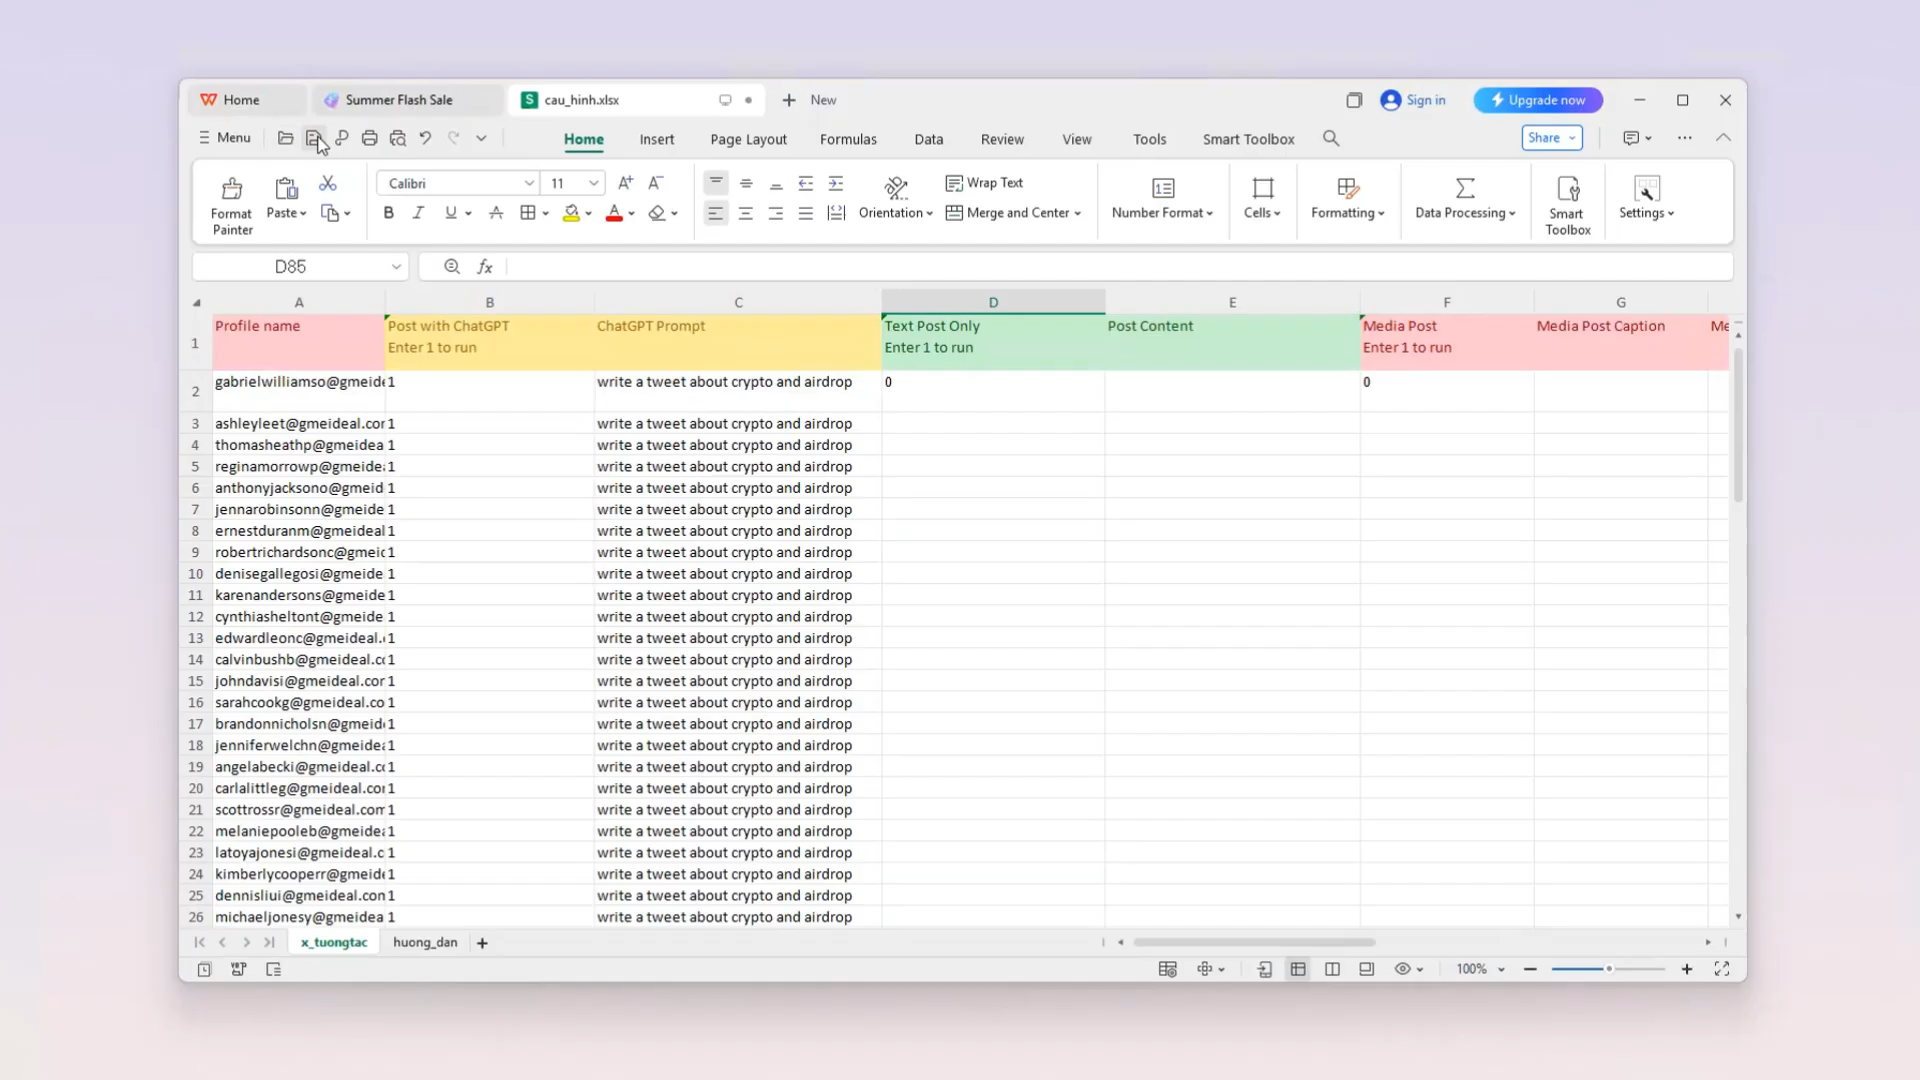 Home
Summer Flash Sale
cau_hinh.xlsx
New
Sign in
Upgrade now
Menu
Home
Insert
Page Layout
Formulas
Data
Review
View
Tools
Smart Toolbox
Share
Format
Painter
Paste
Calibri
11
Orientation
Wrap Text
Merge and Center
Number Format
Cells
Formatting
Data Processing
Smart
Toolbox
Settings
D85
fx
A B C D E F G
1 Profile name Post with ChatGPT ChatGPT Prompt Text Post Only Post Content Media Post Media Post Caption Me
Enter 1 to run Enter 1 to run Enter 1 to run
2 gabrielwilliamso@gmeide 1 write a tweet about crypto and airdrop 0 0
3 ashleyleet@gmeideal.cor 1 write a tweet about crypto and airdrop
4 thomasheathp@gmeidea 1 write a tweet about crypto and airdrop
5 reginamorrowp@gmeide 1 write a tweet about crypto and airdrop
6 anthonyjacksono@gmeid 1 write a tweet about crypto and airdrop
7 jennarobinsonn@gmeide 1 write a tweet about crypto and airdrop
8 ernestduranm@gmeideal 1 write a tweet about crypto and airdrop
9 robertrichardsonc@gmeic 1 write a tweet about crypto and airdrop
10 denisegallegosi@gmeide 1 write a tweet about crypto and airdrop
11 karenandersons@gmeide 1 write a tweet about crypto and airdrop
12 cynthiasheltont@gmeide 1 write a tweet about crypto and airdrop
13 edwardleonc@gmeideal. 1 write a tweet about crypto and airdrop
14 calvinbushb@gmeideal.cc 1 write a tweet about crypto and airdrop
15 johndavisi@gmeideal.cor 1 write a tweet about crypto and airdrop
16 sarahcookg@gmeideal.co 1 write a tweet about crypto and airdrop
17 brandonnicholsn@gmeid 1 write a tweet about crypto and airdrop
18 jenniferwelchn@gmeidea 1 write a tweet about crypto and airdrop
19 angelabecki@gmeideal.cc 1 write a tweet about crypto and airdrop
20 carlalittleg@gmeideal.cor 1 write a tweet about crypto and airdrop
21 scottrossr@gmeideal.com 1 write a tweet about crypto and airdrop
22 melaniepooleb@gmeidea 1 write a tweet about crypto and airdrop
23 latoyajonesi@gmeideal.c 1 write a tweet about crypto and airdrop
24 kimberlycooperr@gmeide 1 write a tweet about crypto and airdrop
25 dennisliui@gmeideal.con 1 write a tweet about crypto and airdrop
26 michaeljonesy@gmeidea 1 write a tweet about crypto and airdrop
x_tuongtac
huong_dan
100%